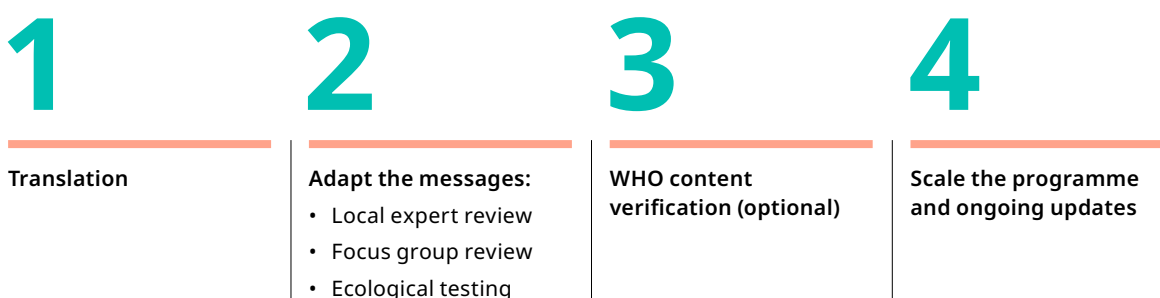 1
Translation
2
Adapt the messages:
• Local expert review
• Focus group review
• Ecological testing
3
WHO content
verification (optional)
4
Scale the programme
and ongoing updates